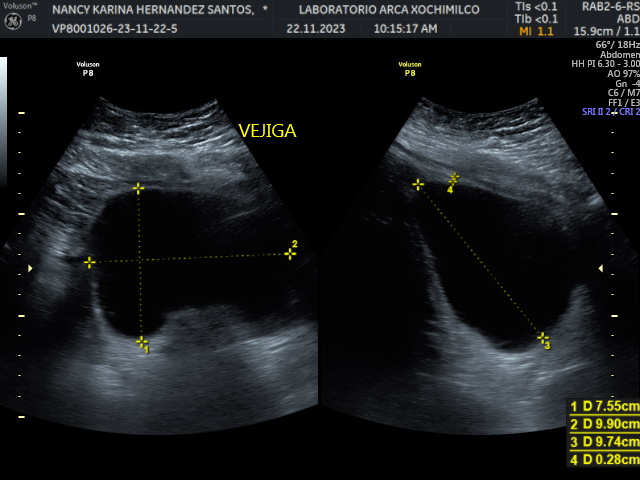 Voluson™
P8
NANCY KARINA HERNANDEZ SANTOS, *
LABORATORIO ARCA XOCHIMILCO
VP8001026-23-11-22-5
22.11.2023
10:15:17 AM
TIs <0.1
TIb <0.1
MI 1.1
RAB2-6-RS
ABD
15.9cm / 1.1
66°/ 18Hz
Abdomen
HH PI 6.30 - 3.00
AO 97%
Gn -4
C6 / M7
FF1 / E3
SRI II 2 / CRI 2
Voluson
P8
VEJIGA
Voluson
P8
1
2
3
4
1 D 7.55cm
2 D 9.90cm
3 D 9.74cm
4 D 0.28cm